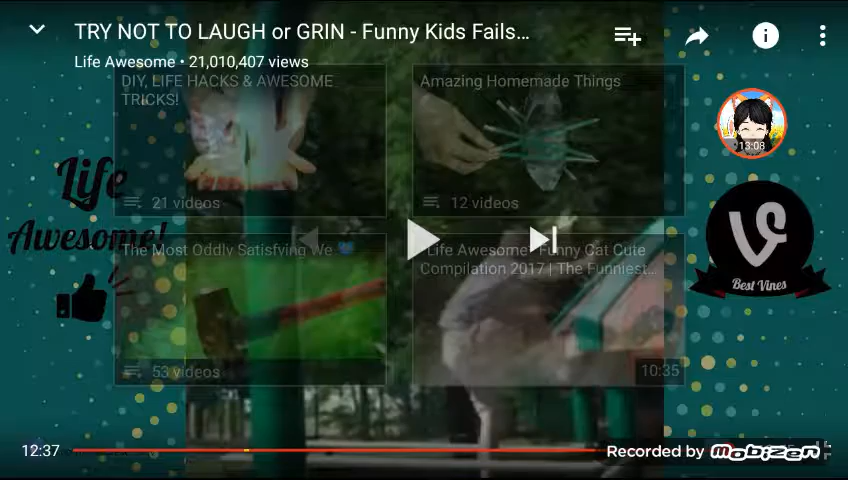 TRY NOT TO LAUGH or GRIN - Funny Kids Fails...
Life Awesome • 21,010,407 views
DIY, LIFE HACKS & AWESOME
TRICKS!
Amazing Homemade Things
13:08
21 videos
12 videos
Life
Awesome!
The Most Oddly Satisfying We
"Life Awesome" Funny Cat Cute
Compilation 2017 | The Funniest...
Best Vines
53 videos
10:35
12:37
Recorded by mobizen